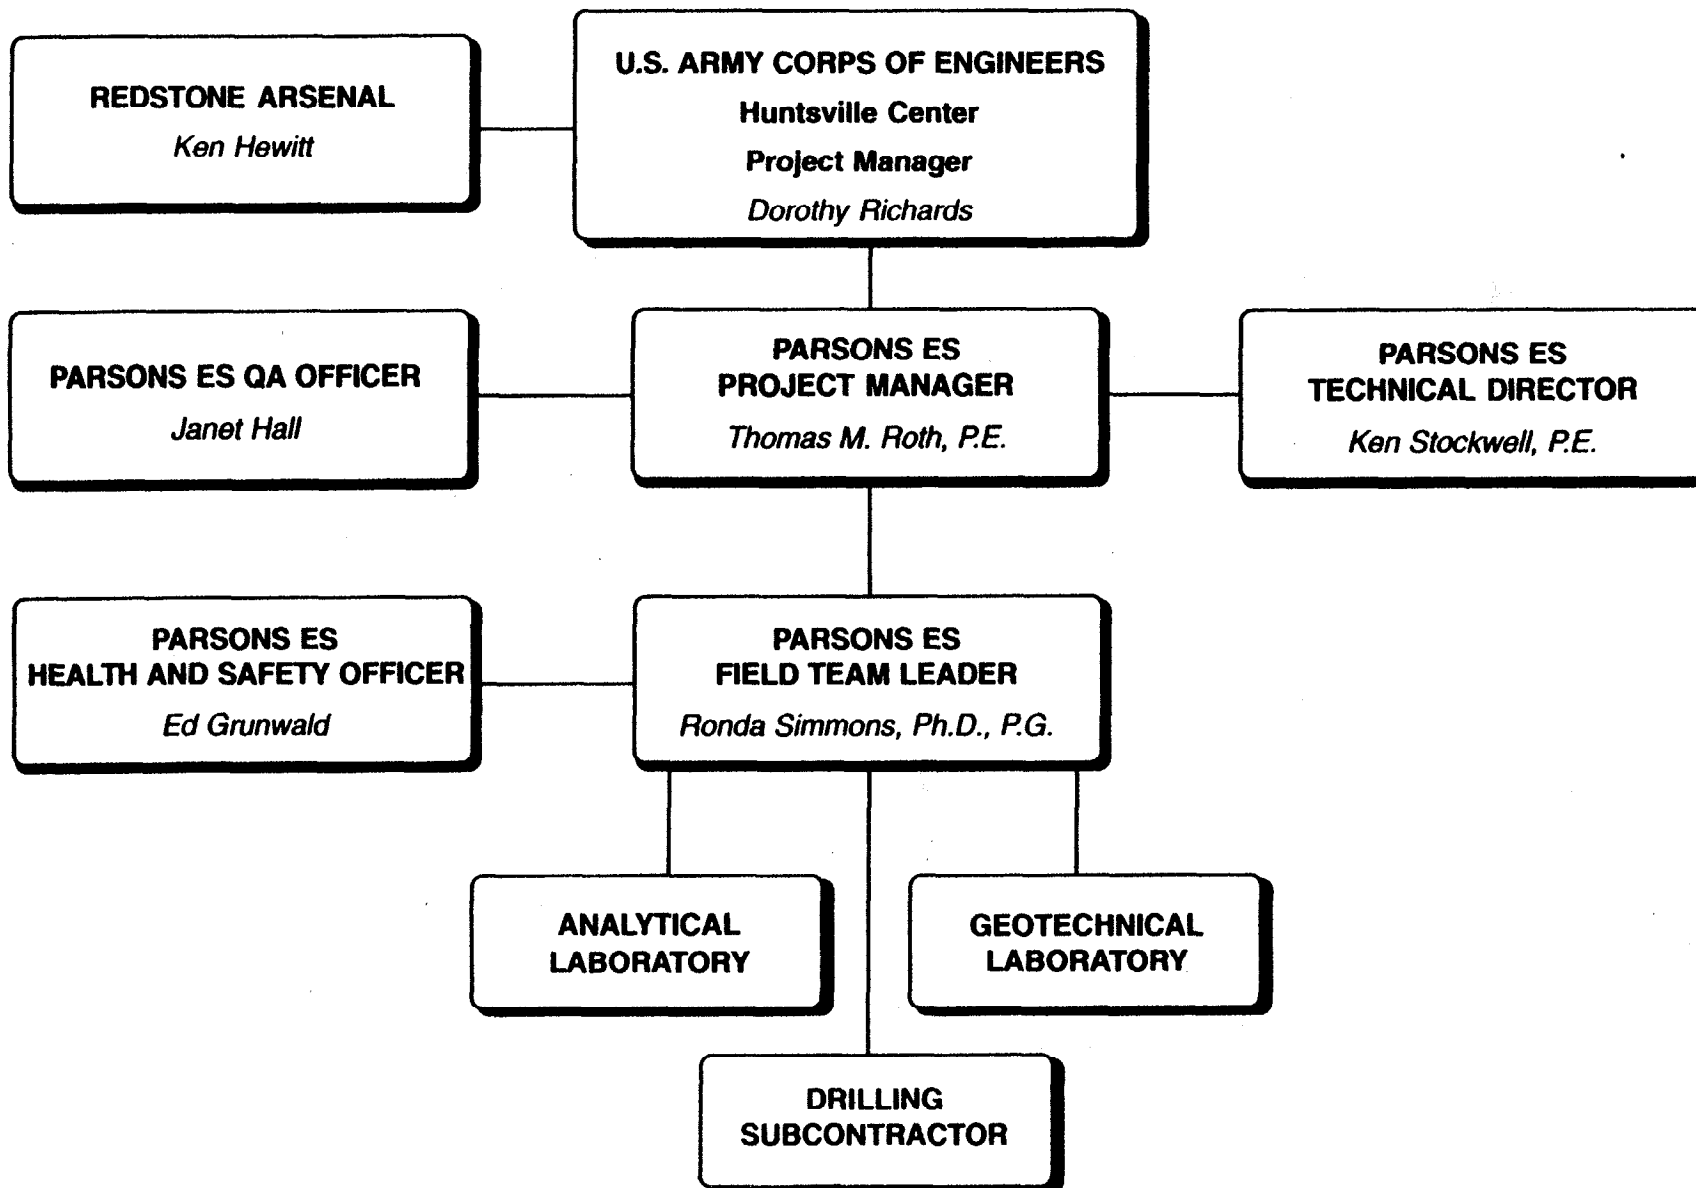 REDSTONE ARSENAL
Ken Hewitt
U.S. ARMY CORPS OF ENGINEERS
Huntsville Center
Project Manager
Dorothy Richards
PARSONS ES QA OFFICER
Janet Hall
PARSONS ES
PROJECT MANAGER
Thomas M. Roth, P.E.
PARSONS ES
TECHNICAL DIRECTOR
Ken Stockwell, P.E.
PARSONS ES
HEALTH AND SAFETY OFFICER
Ed Grunwald
PARSONS ES
FIELD TEAM LEADER
Ronda Simmons, Ph.D., P.G.
ANALYTICAL
LABORATORY
GEOTECHNICAL
LABORATORY
DRILLING
SUBCONTRACTOR